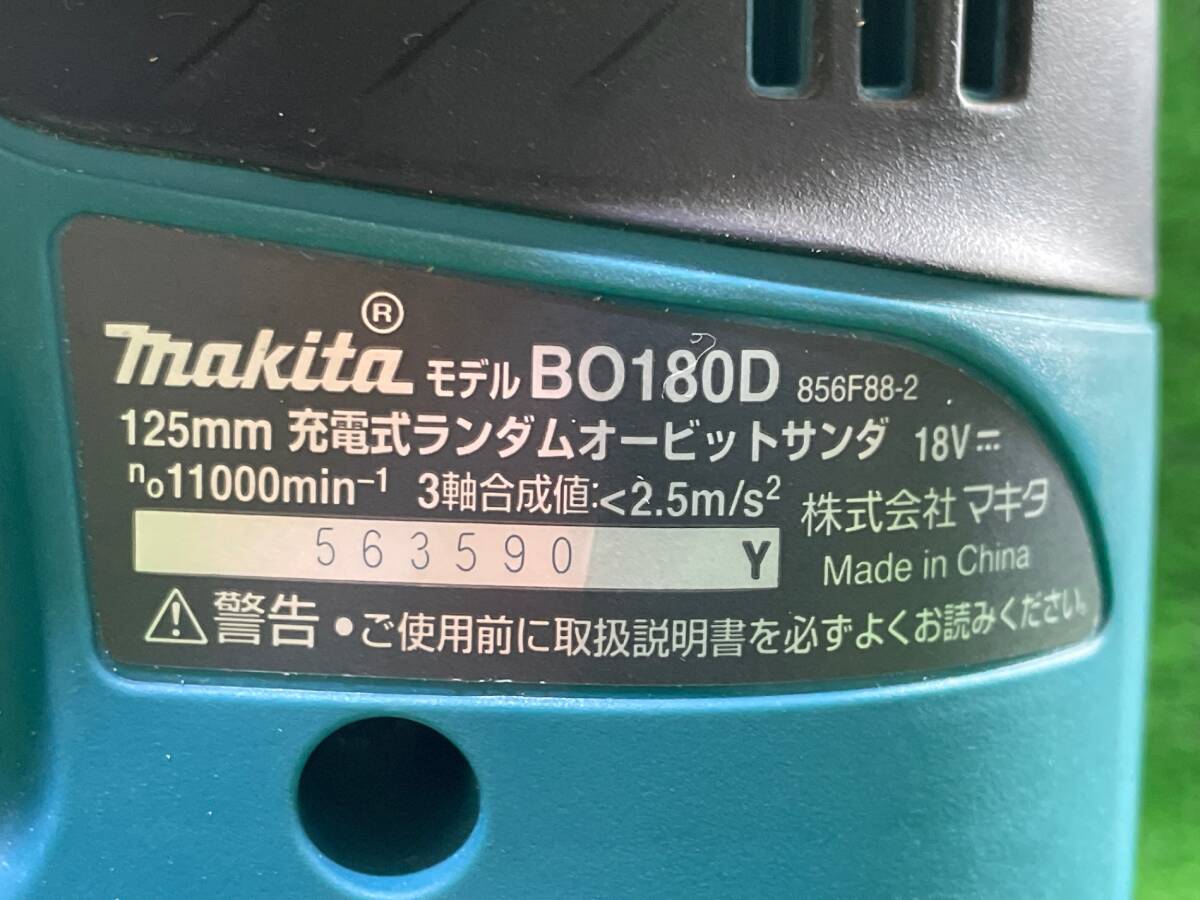 makita® モデル BO180D 856F88-2
125mm 充電式ランダムオービットサンダ 18V⎓
n₀11000min⁻¹ 3軸合成値:<2.5m/s² 株式会社マキタ
563590 Y Made in China
⚠警告 •ご使用前に取扱説明書を必ずよくお読みください。